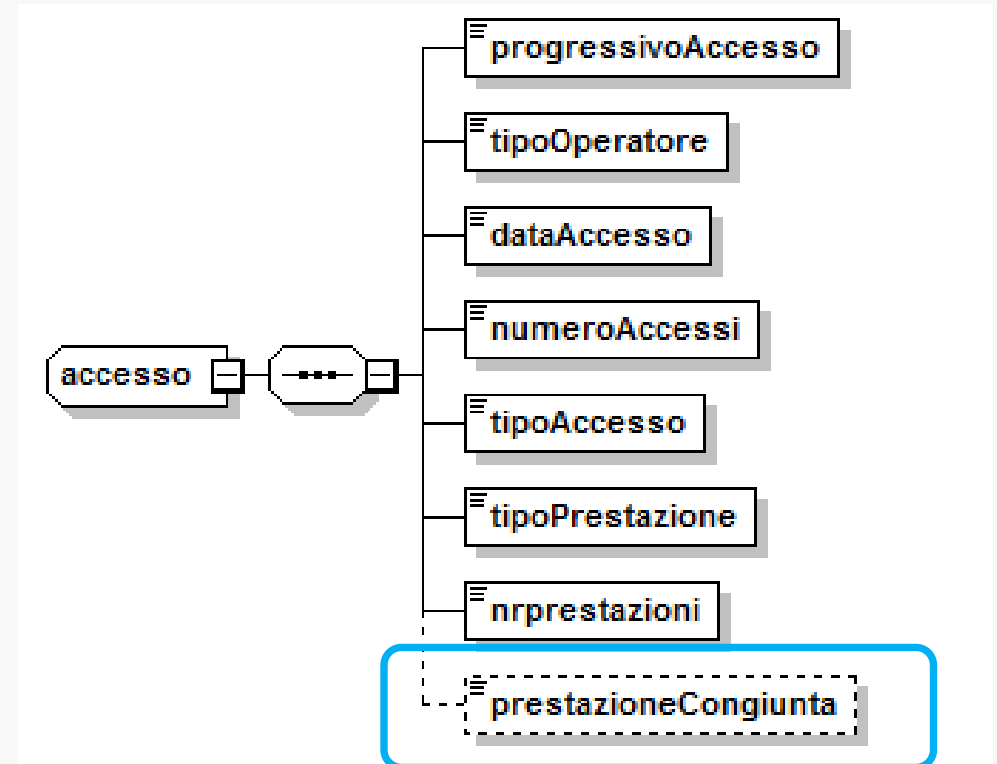 progressivoAccesso
tipoOperatore
dataAccesso
numeroAccessi
accesso
tipoAccesso
tipoPrestazione
nrprestazioni
prestazioneCongiunta